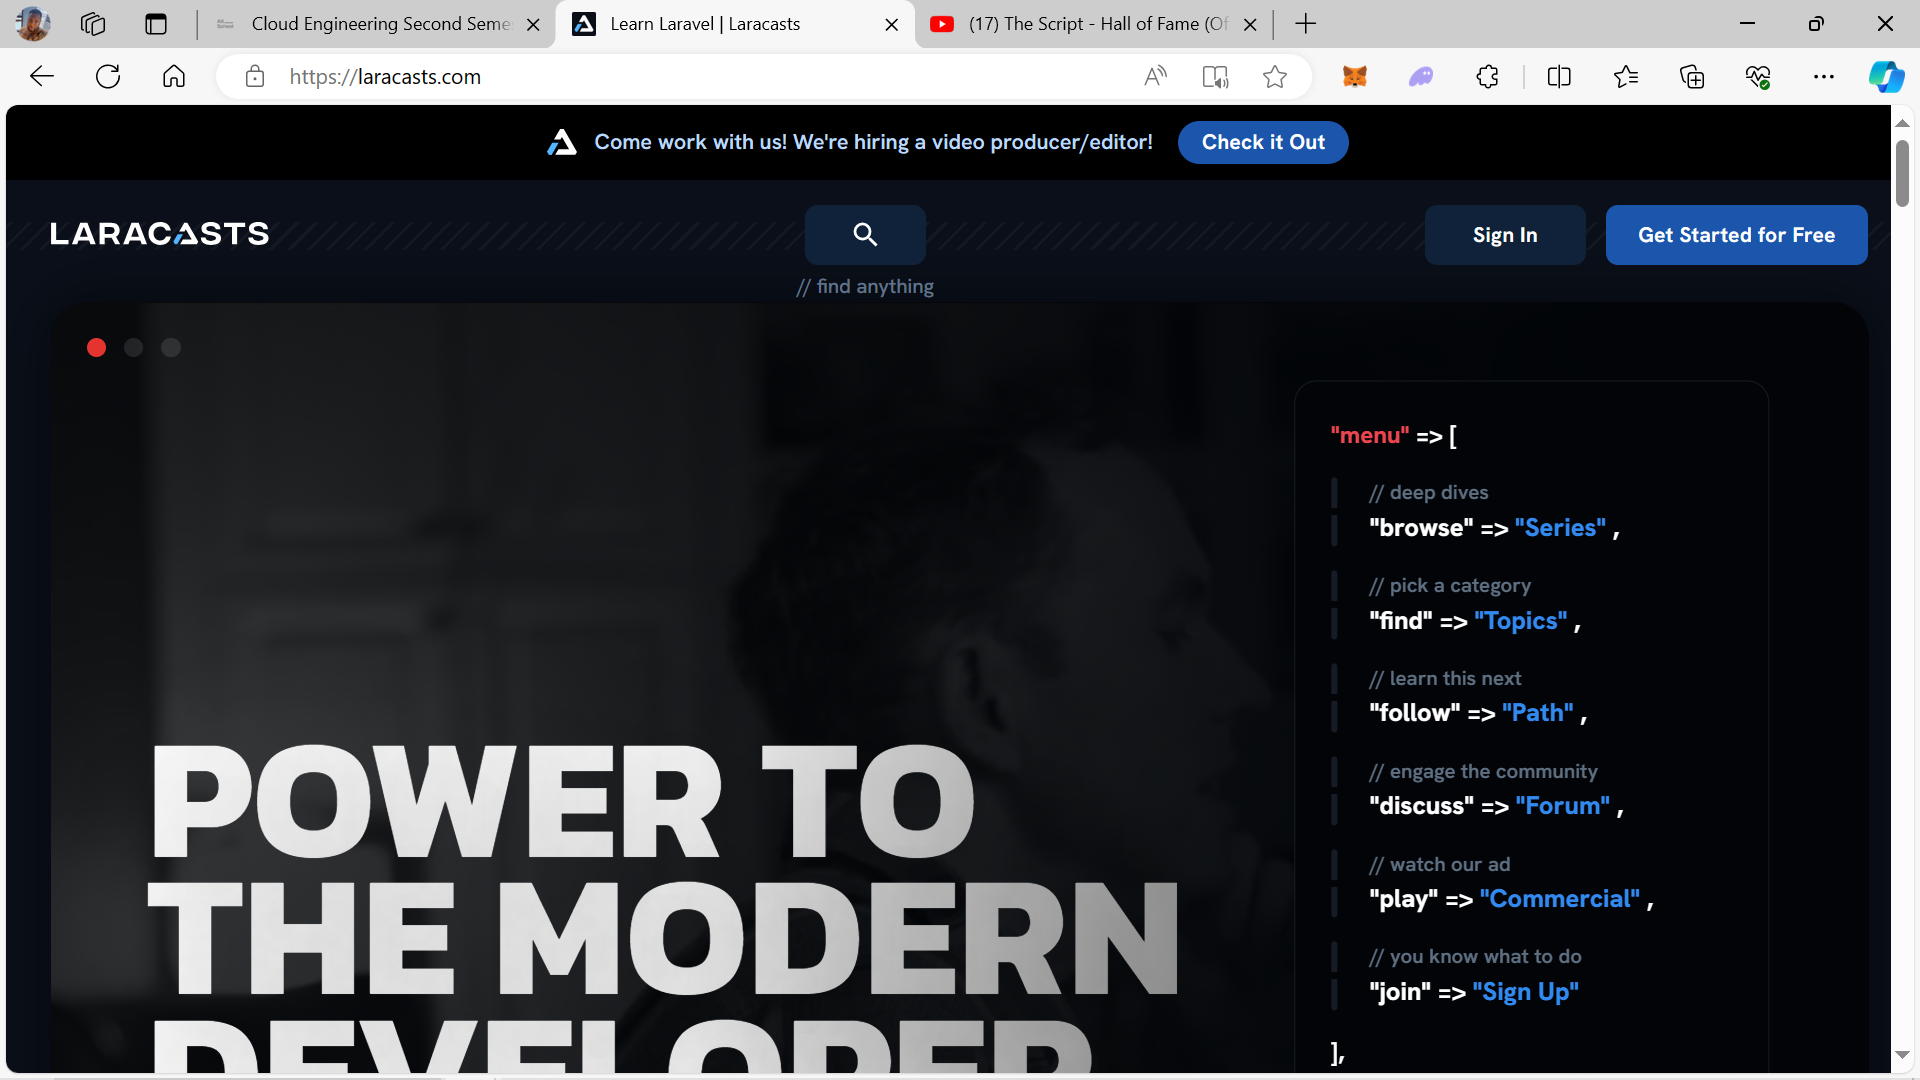 Cloud Engineering Second Seme
Learn Laravel | Laracasts
(17) The Script - Hall of Fame (Of
https://laracasts.com
Come work with us! We're hiring a video producer/editor!
Check it Out
LARACASTS
Sign In
Get Started for Free
// find anything
"menu" => [
// deep dives
"browse" => "Series" ,
// pick a category
"find" => "Topics" ,
// learn this next
"follow" => "Path" ,
// engage the community
"discuss" => "Forum" ,
// watch our ad
"play" => "Commercial" ,
// you know what to do
"join" => "Sign Up"
],
POWER TO
THE MODERN
DEVELOPER